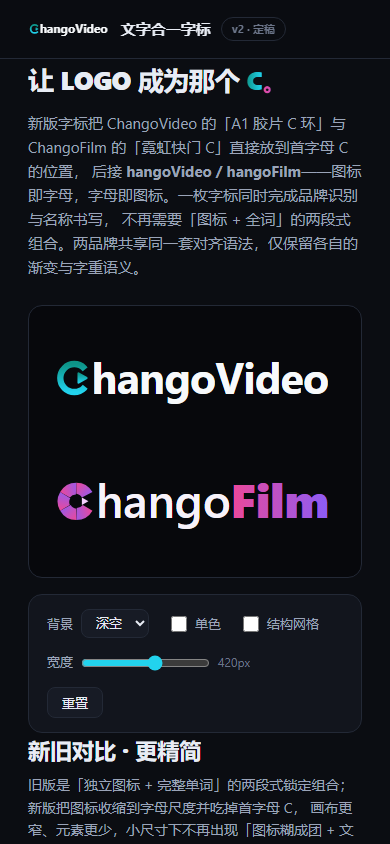 ChangoVideo 文字合一字标 v2 · 定稿
让 LOGO 成为那个 C。
新版字标把 ChangoVideo 的「A1 胶片 C 环」与
ChangoFilm 的「霓虹快门 C」直接放到首字母 C
的位置， 后接 hangoVideo / hangoFilm——图标
即字母，字母即图标。一枚字标同时完成品牌识别
与名称书写， 不再需要「图标 + 全词」的两段式
组合。两品牌共享同一套对齐语法，仅保留各自的
渐变与字重语义。
ChangoVideo
ChangoFilm
背景 深空 单色 结构网格
宽度 420px
重置
新旧对比 · 更精简
旧版是「独立图标 + 完整单词」的两段式锁定组合；
新版把图标收缩到字母尺度并吃掉首字母 C， 画布更
窄、元素更少，小尺寸下不再出现「图标糊成团 + 文